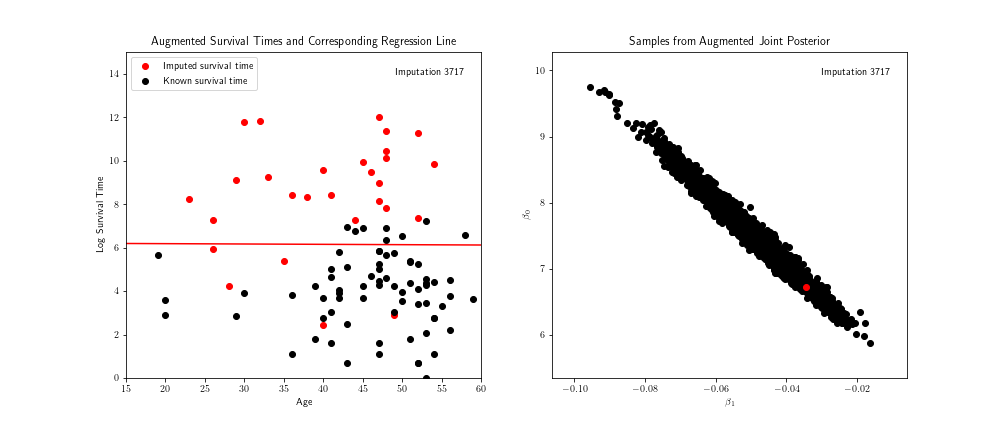 Augmented Survival Times and Corresponding Regression Line
Imputed survival time
Known survival time
Imputation 3717
Log Survival Time
14
12
10
8
6
4
2
0
15 20 25 30 35 40 45 50 55 60
Age
Samples from Augmented Joint Posterior
Imputation 3717
β₀
10
9
8
7
6
−0.10 −0.08 −0.06 −0.04 −0.02
β₁